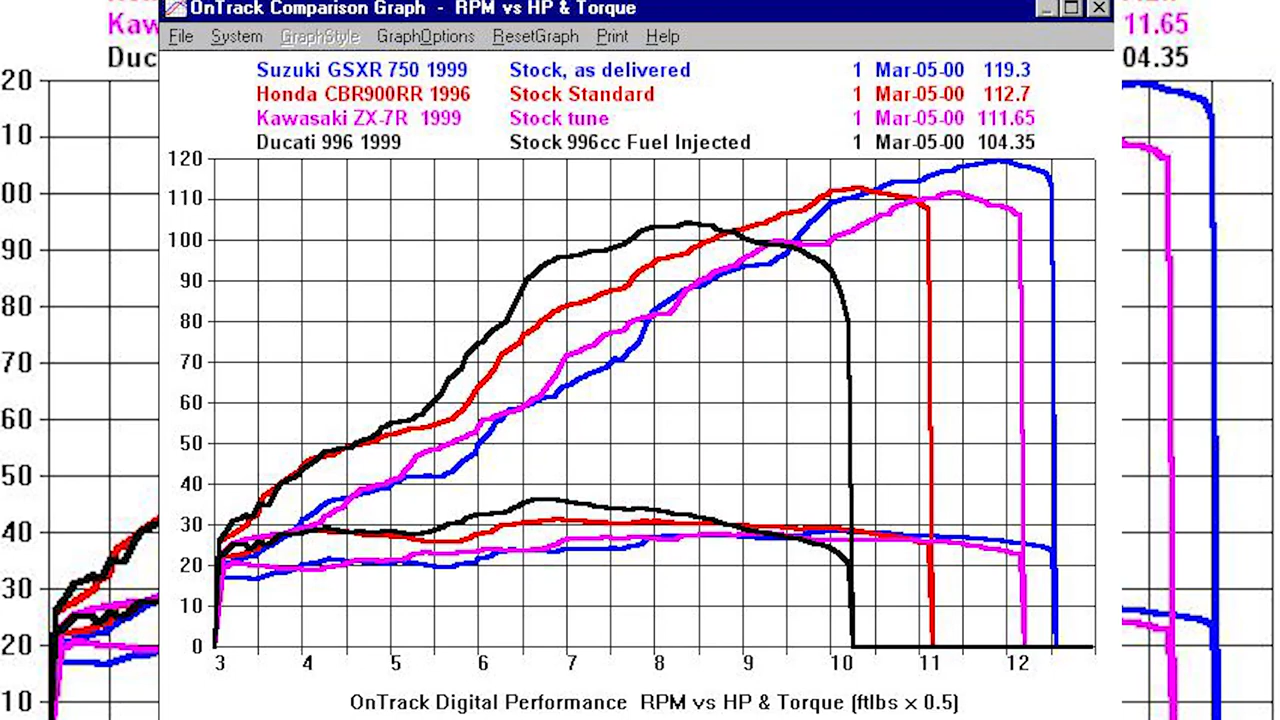 OnTrack Comparison Graph - RPM vs HP & Torque
File System GraphStyle GraphOptions ResetGraph Print Help
Suzuki GSXR 750 1999 Stock, as delivered 1 Mar-05-00 119.3
Honda CBR900RR 1996 Stock Standard 1 Mar-05-00 112.7
Kawasaki ZX-7R 1999 Stock tune 1 Mar-05-00 111.65
Ducati 996 1999 Stock 996cc Fuel Injected 1 Mar-05-00 104.35
Kaw 11.65
Duc 04.35
120
110
100
90
80
70
60
50
40
30
20
10
0
3 4 5 6 7 8 9 10 11 12
OnTrack Digital Performance RPM vs HP & Torque (ftlbs x 0.5)
20
10
00
90
80
70
60
50
40
30
20
10